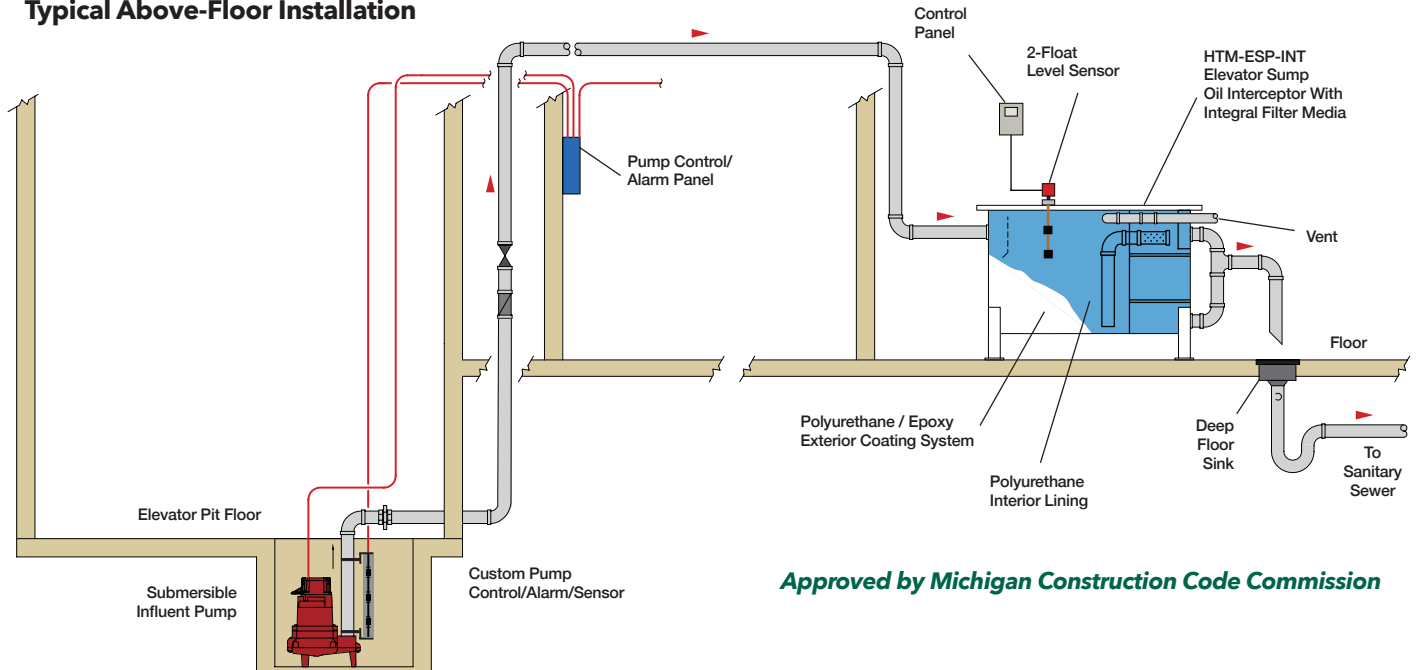 Typical Above-Floor Installation
Control
Panel
2-Float
Level Sensor
HTM-ESP-INT
Elevator Sump
Oil Interceptor With
Integral Filter Media
Pump Control/
Alarm Panel
Vent
Floor
Polyurethane / Epoxy
Exterior Coating System
Deep
Floor
Sink
To
Sanitary
Sewer
Polyurethane
Interior Lining
Elevator Pit Floor
Submersible
Influent Pump
Custom Pump
Control/Alarm/Sensor
Approved by Michigan Construction Code Commission